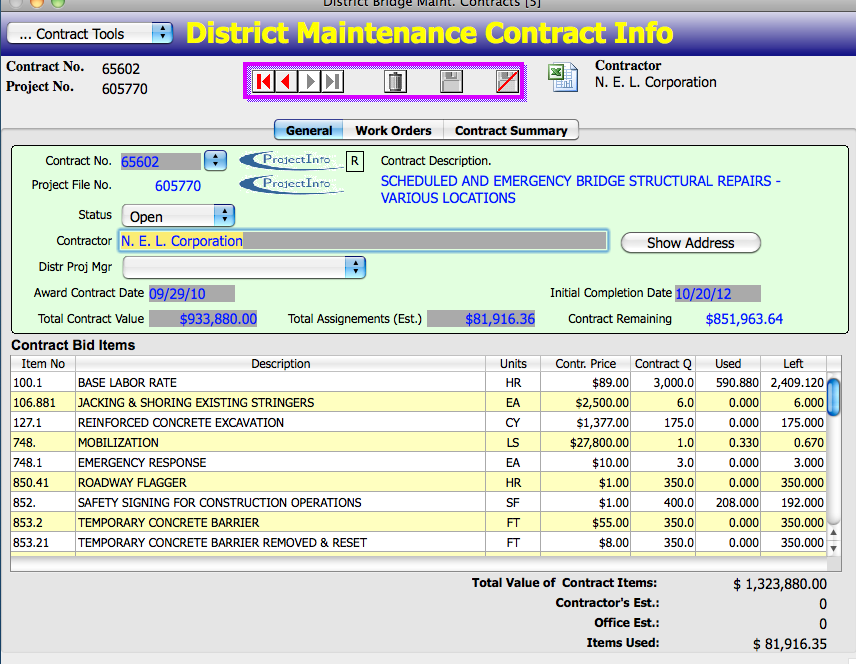 District Bridge Maint. Contracts [5]
... Contract Tools
District Maintenance Contract Info
Contract No. 65602
Project No. 605770
Contractor
N. E. L. Corporation
General Work Orders Contract Summary
Contract No. 65602 ProjectInfo R Contract Description.
Project File No. 605770 ProjectInfo SCHEDULED AND EMERGENCY BRIDGE STRUCTURAL REPAIRS -
VARIOUS LOCATIONS
Status Open
Contractor N. E. L. Corporation Show Address
Distr Proj Mgr
Award Contract Date 09/29/10 Initial Completion Date 10/20/12
Total Contract Value $933,880.00 Total Assignements (Est.) $81,916.36 Contract Remaining $851,963.64
Contract Bid Items
Item No Description Units Contr. Price Contract Q Used Left
100.1 BASE LABOR RATE HR $89.00 3,000.0 590.880 2,409.120
106.881 JACKING & SHORING EXISTING STRINGERS EA $2,500.00 6.0 0.000 6.000
127.1 REINFORCED CONCRETE EXCAVATION CY $1,377.00 175.0 0.000 175.000
748. MOBILIZATION LS $27,800.00 1.0 0.330 0.670
748.1 EMERGENCY RESPONSE EA $10.00 3.0 0.000 3.000
850.41 ROADWAY FLAGGER HR $1.00 350.0 0.000 350.000
852. SAFETY SIGNING FOR CONSTRUCTION OPERATIONS SF $1.00 400.0 208.000 192.000
853.2 TEMPORARY CONCRETE BARRIER FT $55.00 350.0 0.000 350.000
853.21 TEMPORARY CONCRETE BARRIER REMOVED & RESET FT $8.00 350.0 0.000 350.000
Total Value of Contract Items: $ 1,323,880.00
Contractor's Est.: 0
Office Est.: 0
Items Used: $ 81,916.35